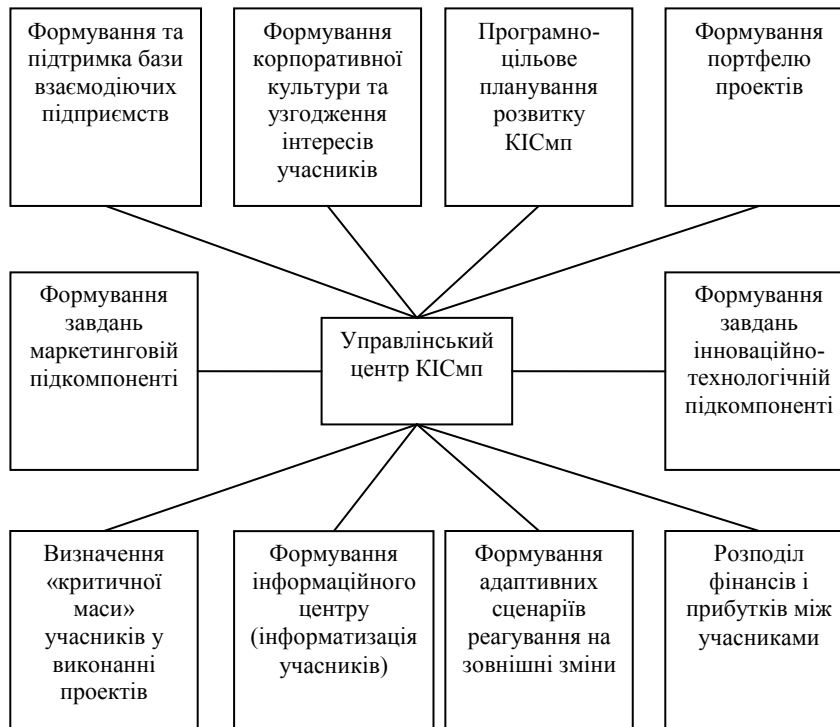 Формування та
підтримка бази
взаємодіючих
підприємств
Формування
корпоративної
культури та
узгодження
інтересів
учасників
Програмно-
цільове
планування
розвитку
КІСмп
Формування
портфелю
проектів
Формування
завдань
маркетинговій
підкомпоненті
Управлінський
центр КІСмп
Формування
завдань
інноваційно-
технологічній
підкомпоненті
Визначення
«критичної
маси»
учасників у
виконанні
проектів
Формування
інформаційного
центру
(інформатизація
учасників)
Формування
адаптивних
сценаріїв
реагування на
зовнішні зміни
Розподіл
фінансів і
прибутків між
учасниками